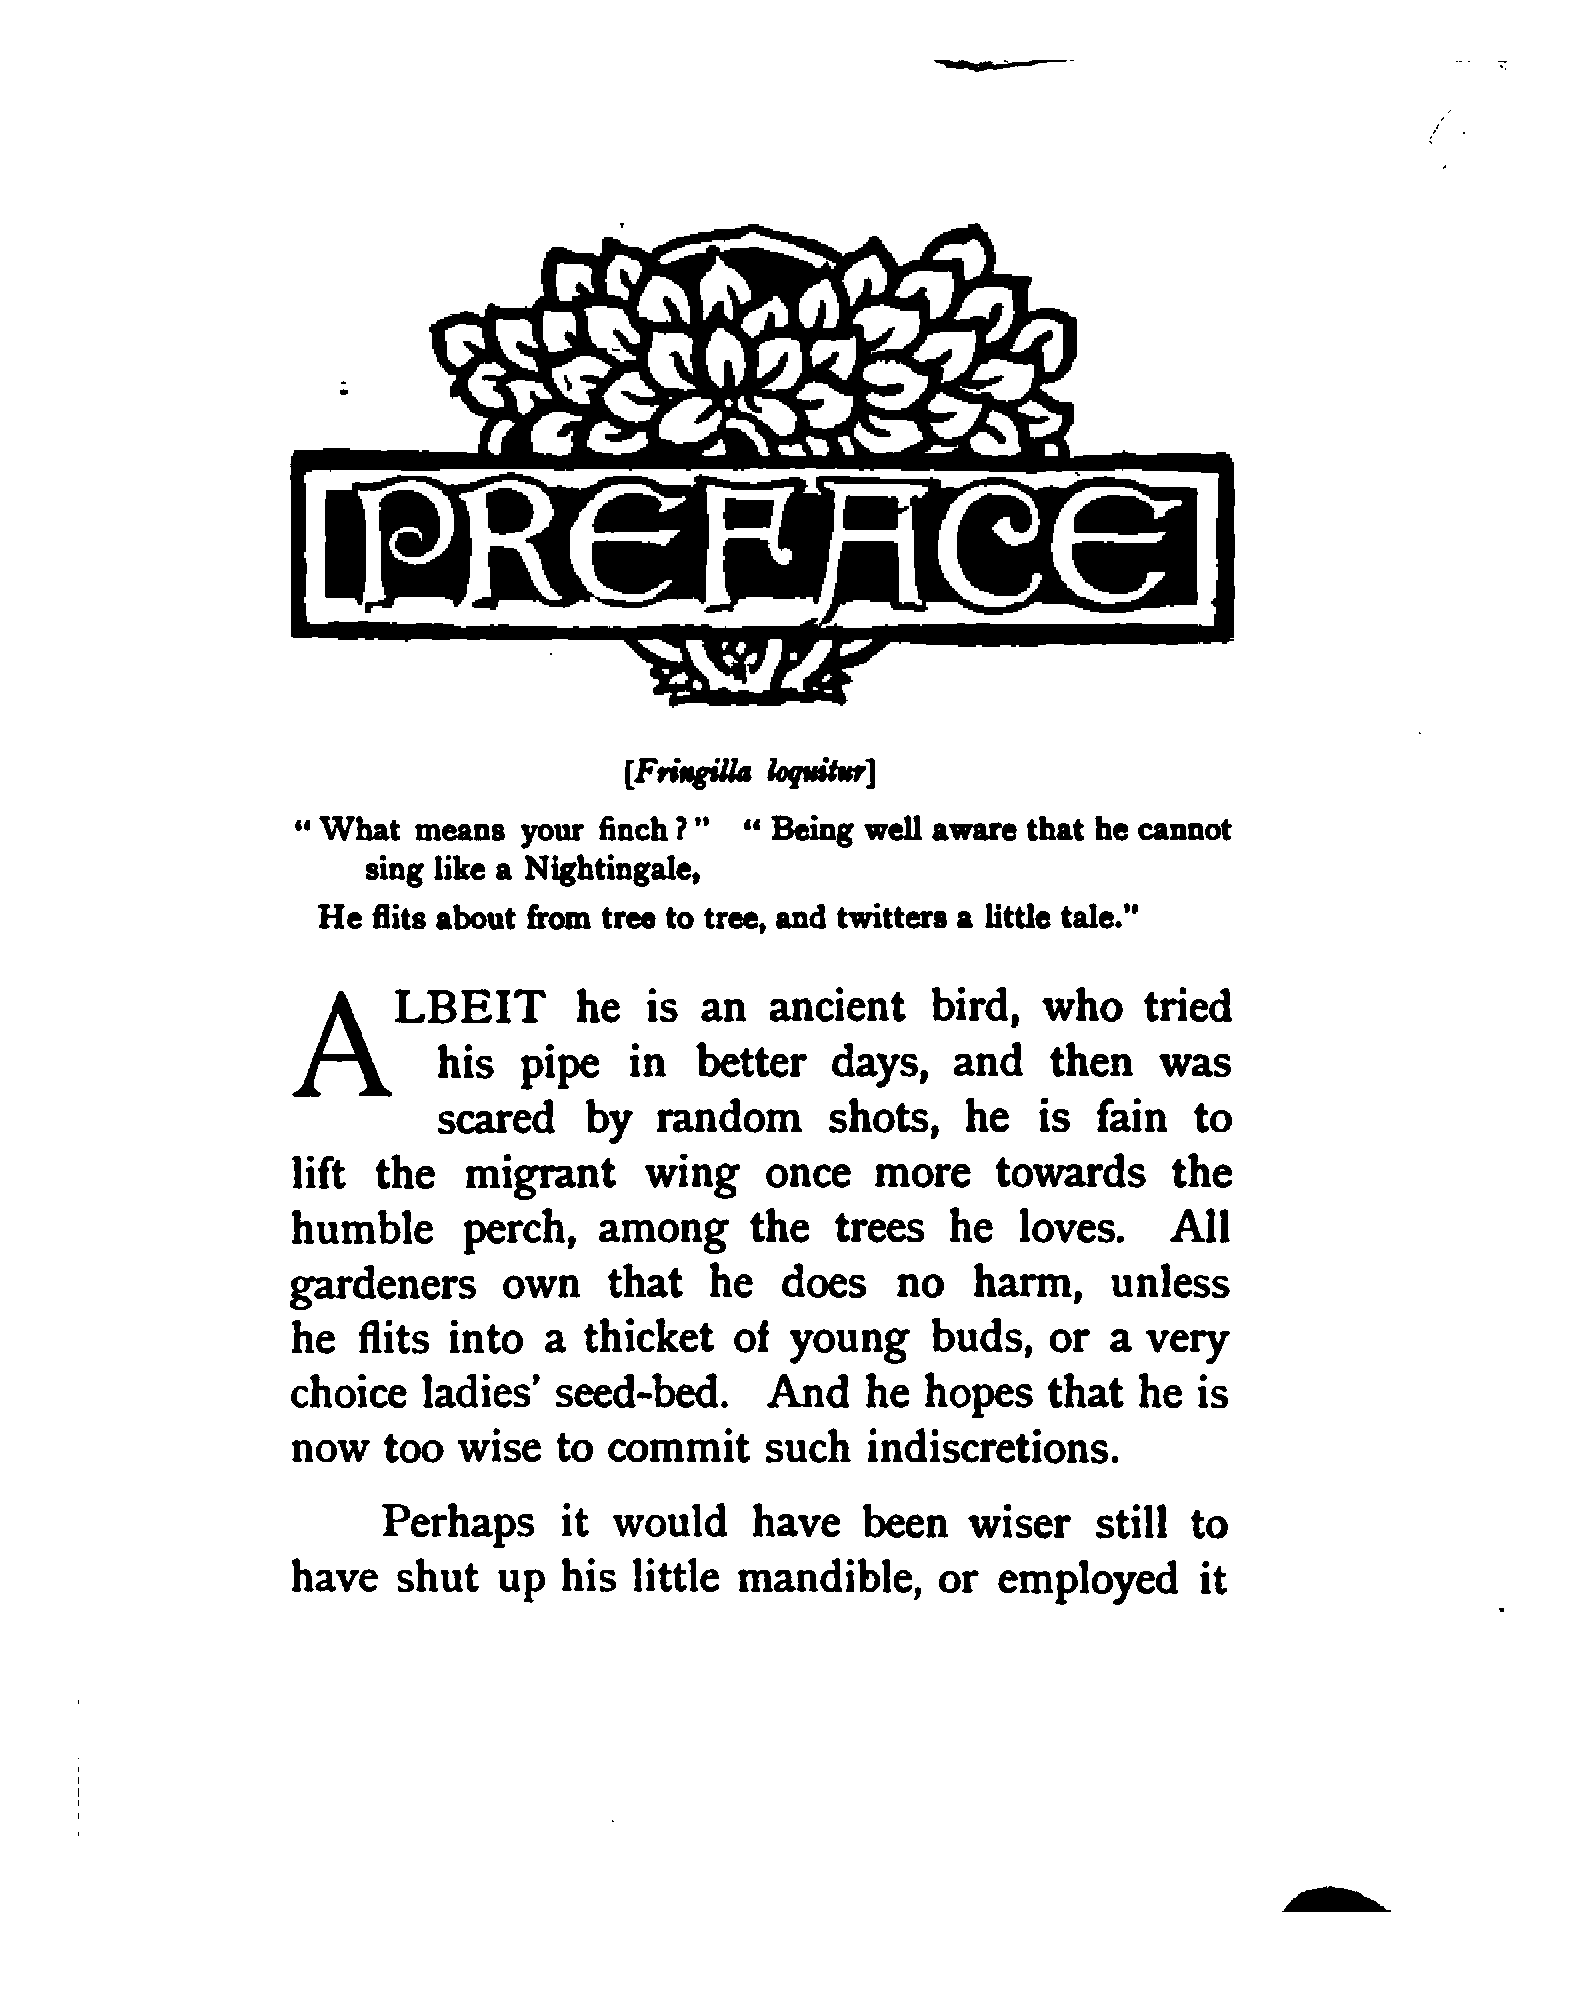 PREFACE
[Fringilla loquitur]
“ What means your finch ? ” “ Being well aware that he cannot
sing like a Nightingale,
He flits about from tree to tree, and twitters a little tale.”
ALBEIT he is an ancient bird, who tried
his pipe in better days, and then was
scared by random shots, he is fain to
lift the migrant wing once more towards the
humble perch, among the trees he loves. All
gardeners own that he does no harm, unless
he flits into a thicket of young buds, or a very
choice ladies’ seed-bed. And he hopes that he is
now too wise to commit such indiscretions.
Perhaps it would have been wiser still to
have shut up his little mandible, or employed it